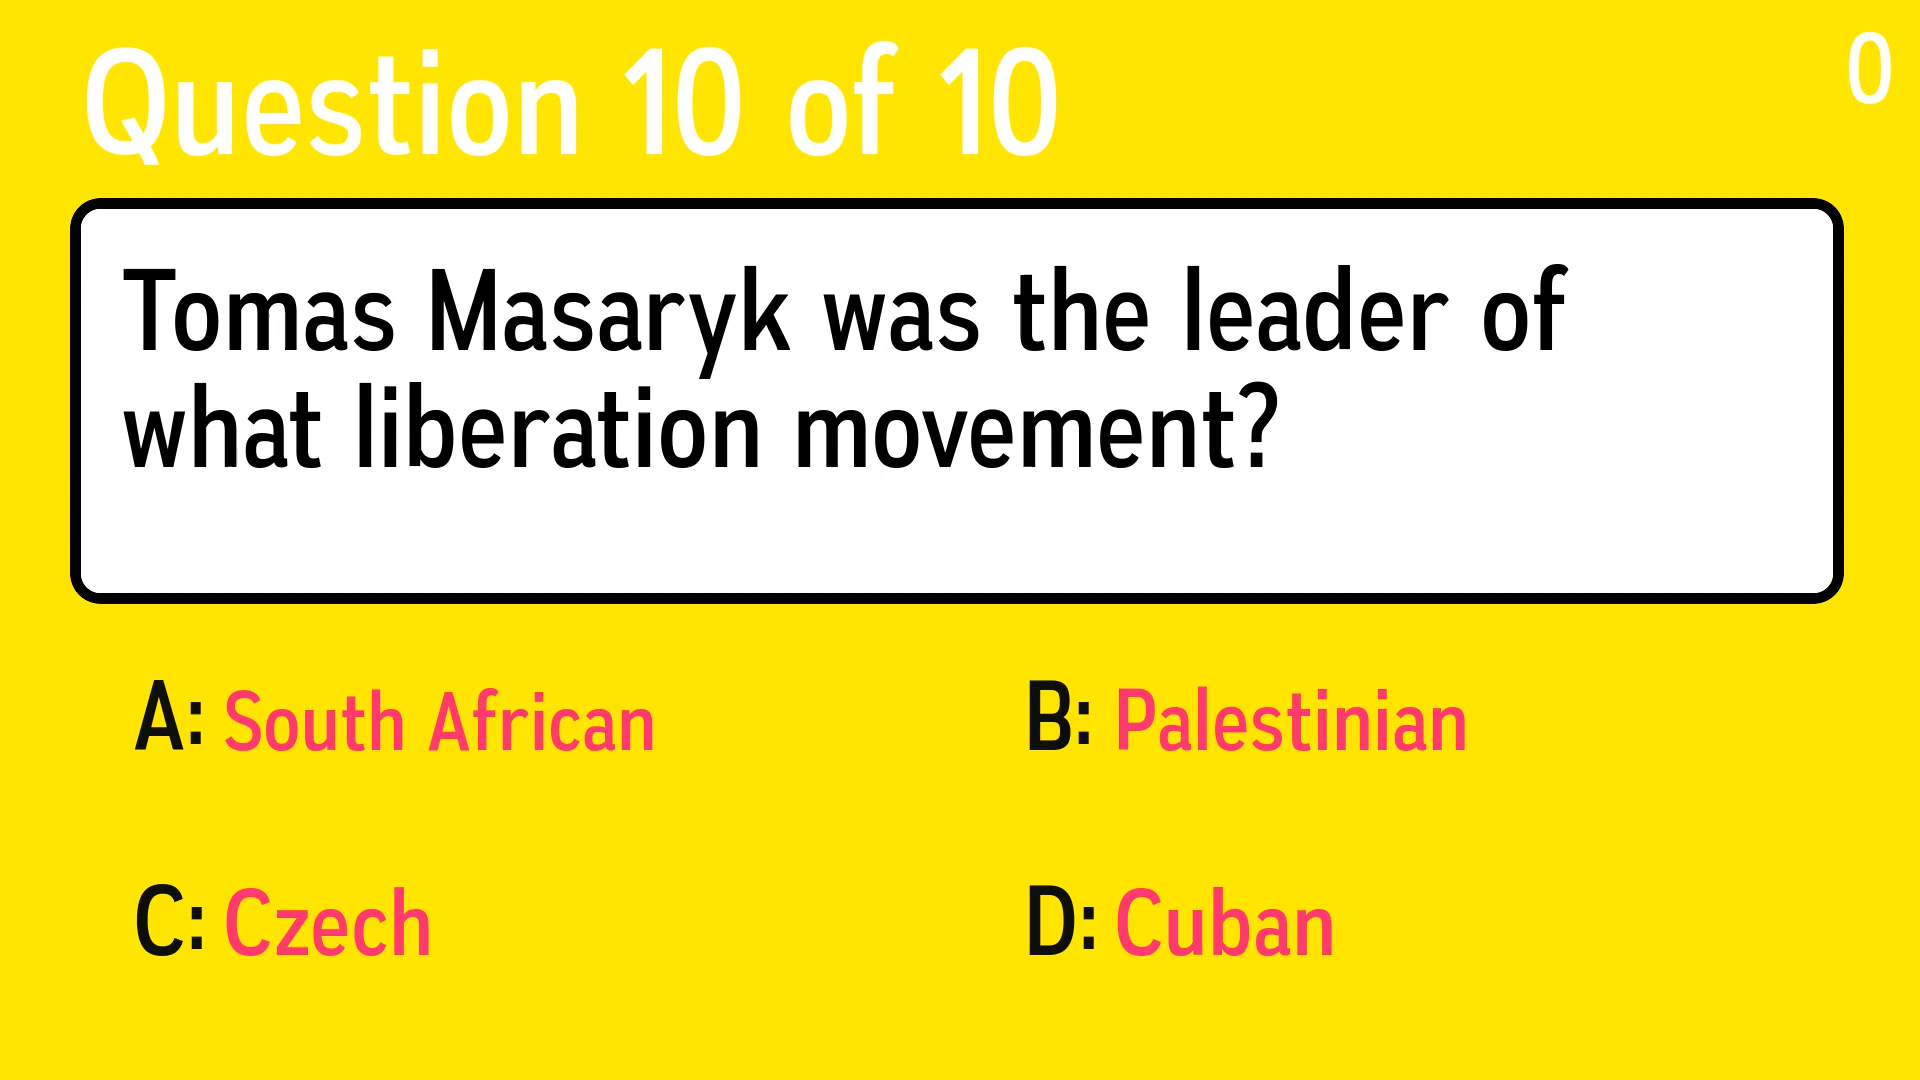 Question 10 of 10
0
Tomas Masaryk was the leader of
what liberation movement?
A: South African
B: Palestinian
C: Czech
D: Cuban